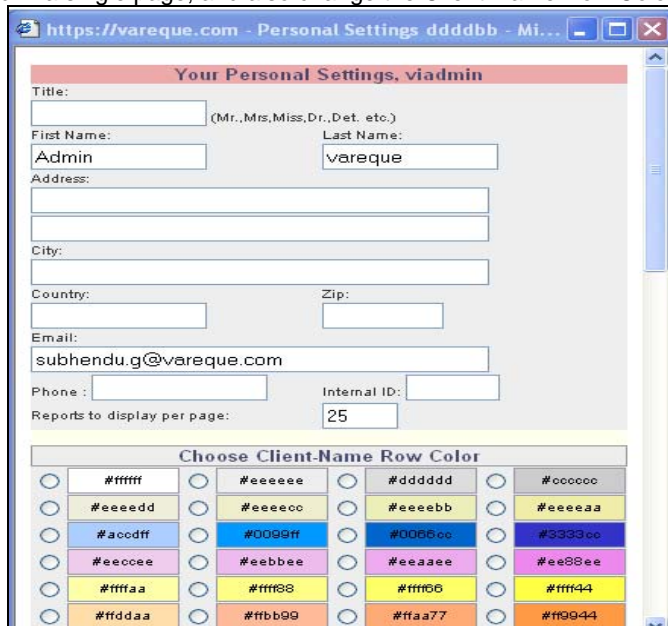 https://vareque.com - Personal Settings ddddbb - Mi...
Your Personal Settings, viadmin
Title:
(Mr.,Mrs,Miss,Dr.,Det. etc.)
First Name: Last Name:
Admin vareque
Address:
City:
Country: Zip:
Email:
subhendu.g@vareque.com
Phone : Internal ID:
Reports to display per page: 25
Choose Client-Name Row Color
#ffffff #eeeeee #dddddd #cccccc
#eeeedd #eeeecc #eeeebb #eeeeaa
#accdff #0099ff #0066cc #3333cc
#eeccee #eebbee #eeaaee #ee88ee
#ffffaa #ffff88 #ffff66 #ffff44
#ffddaa #ffbb99 #ffaa77 #ff9944